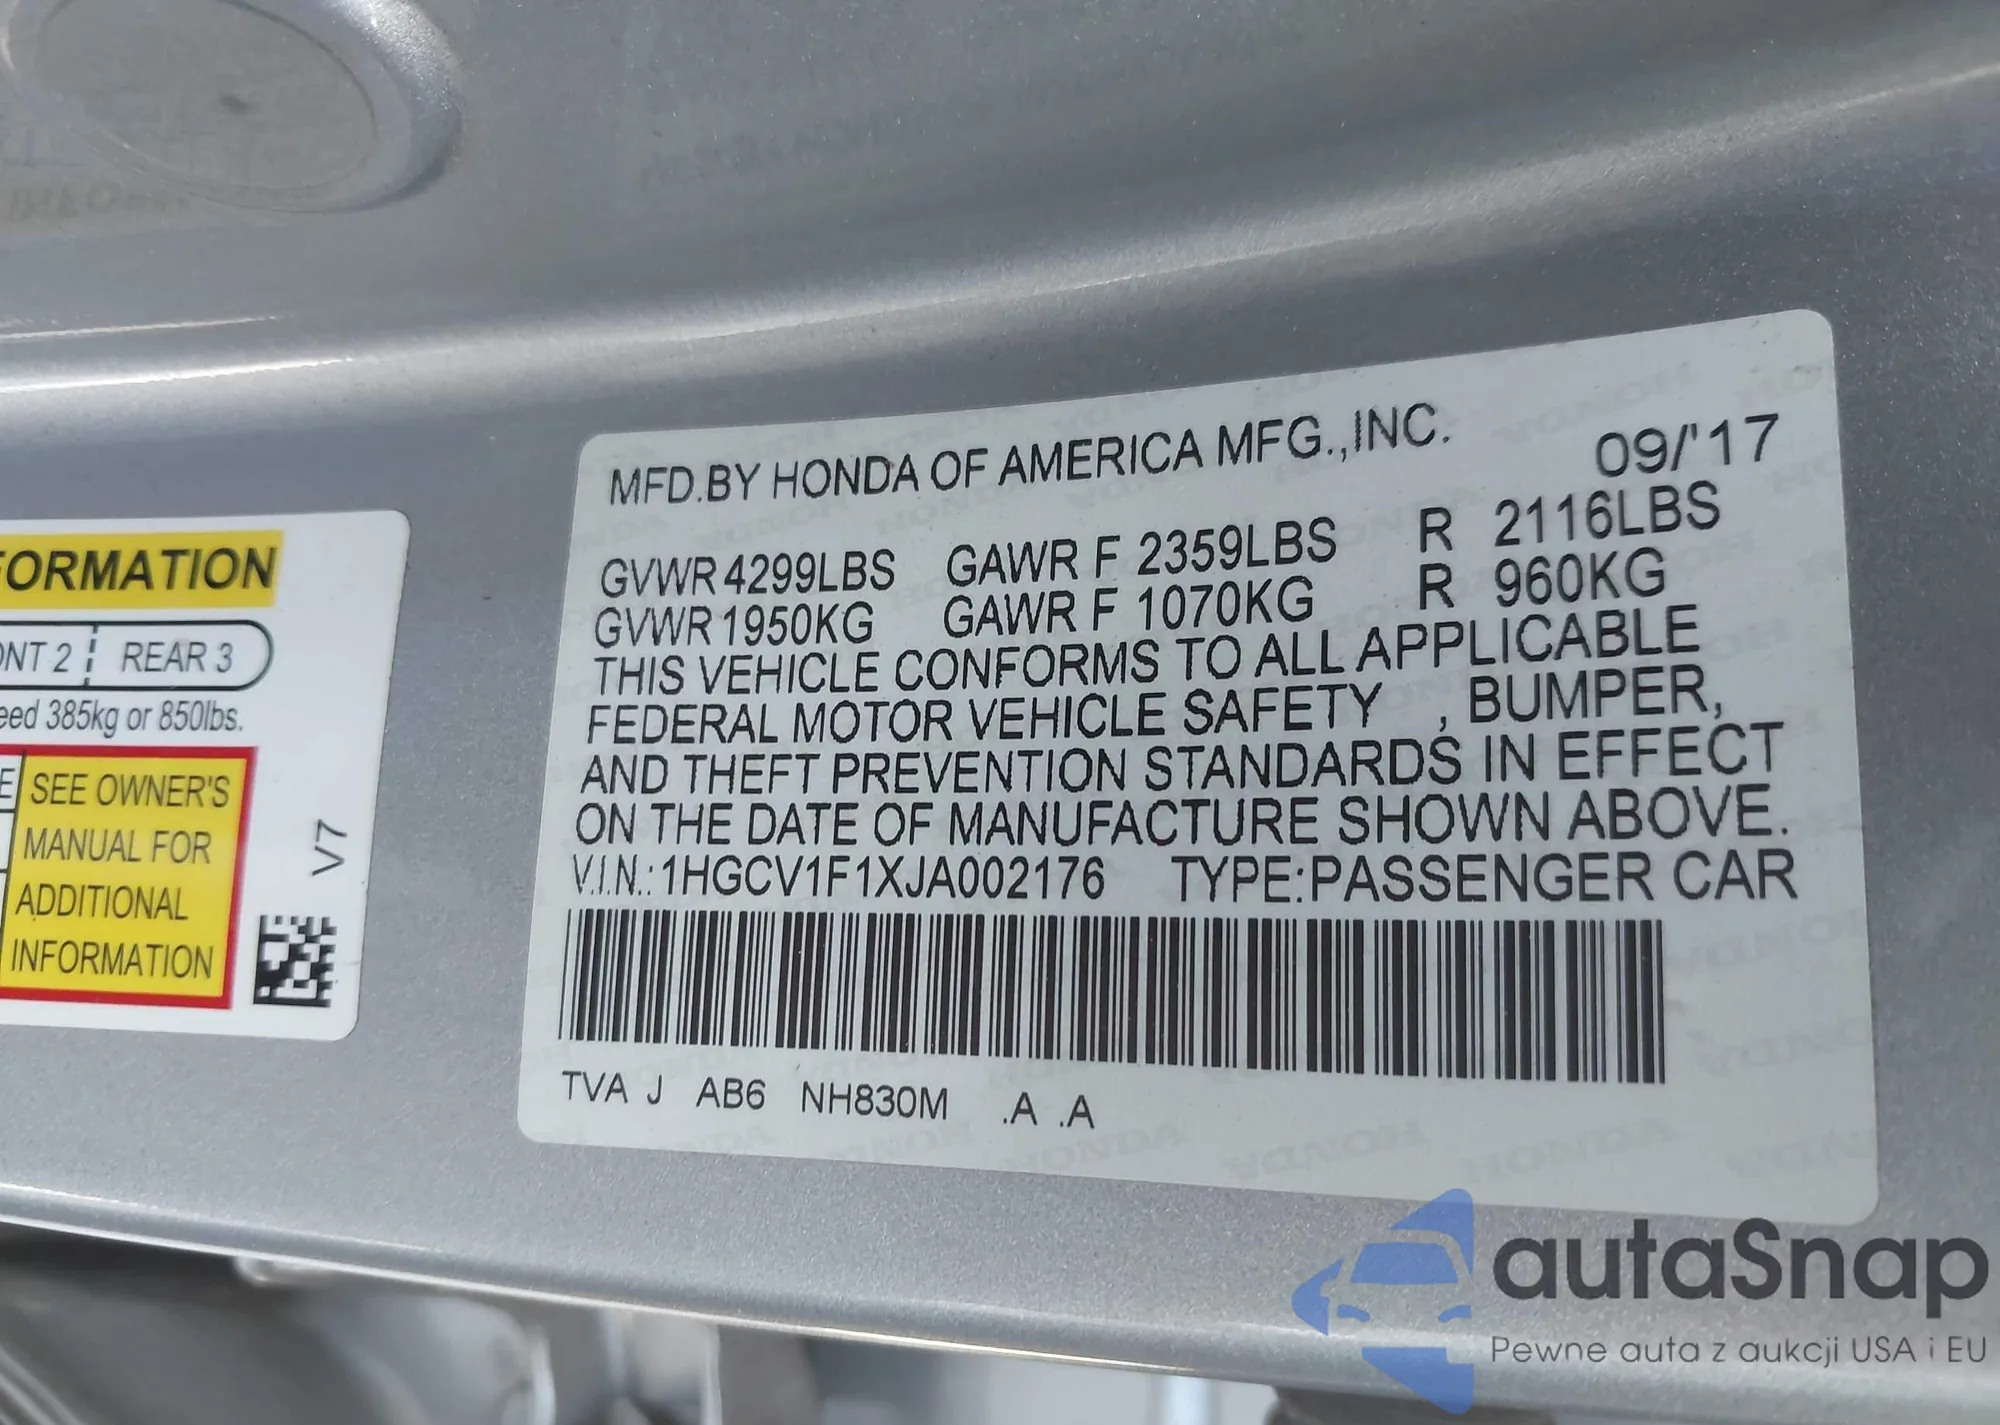 FORMATION
ONT 2 REAR 3
eed 385kg or 850lbs.
E
SEE OWNER'S
MANUAL FOR
ADDITIONAL
INFORMATION
V7
MFD.BY HONDA OF AMERICA MFG.,INC. 09/'17
GVWR 4299LBS GAWR F 2359LBS R 2116LBS
GVWR 1950KG GAWR F 1070KG R 960KG
THIS VEHICLE CONFORMS TO ALL APPLICABLE
FEDERAL MOTOR VEHICLE SAFETY , BUMPER,
AND THEFT PREVENTION STANDARDS IN EFFECT
ON THE DATE OF MANUFACTURE SHOWN ABOVE.
V.I.N.:1HGCV1F1XJA002176 TYPE:PASSENGER CAR
TVA J AB6 NH830M .A .A
autaSnap
Pewne auta z aukcji USA i EU